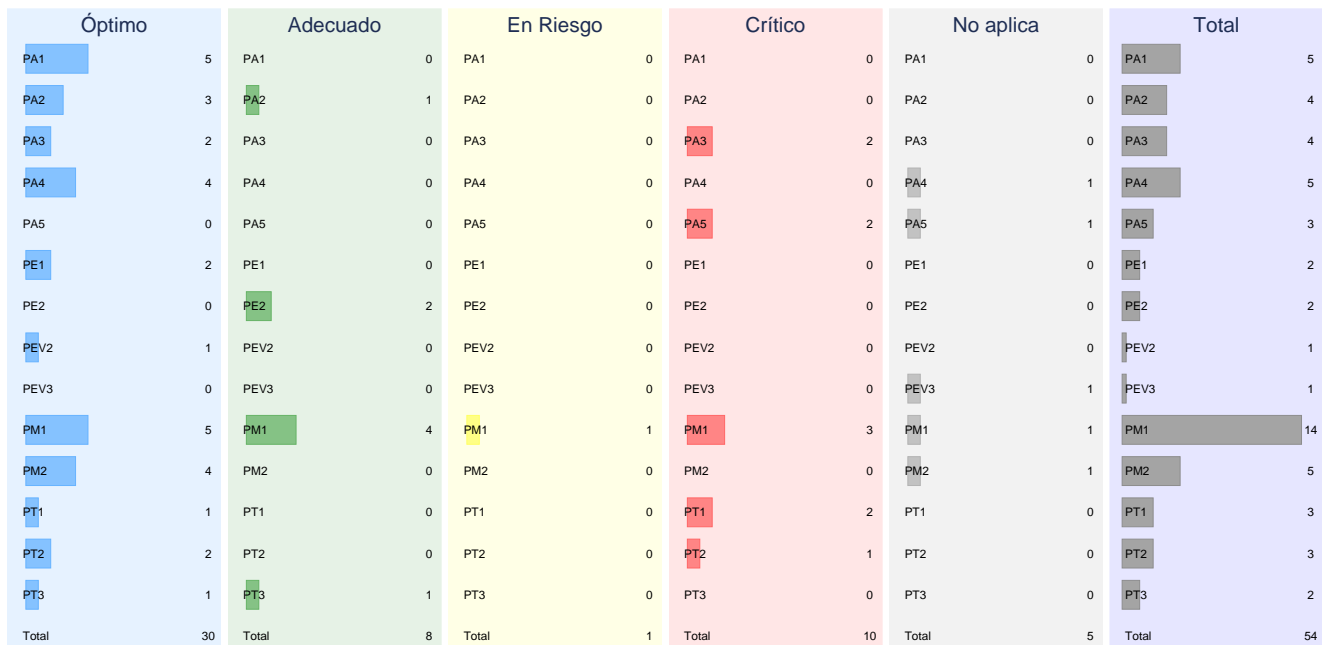 Óptimo Adecuado En Riesgo Crítico No aplica Total
PA1 5 PA1 0 PA1 0 PA1 0 PA1 0 PA1 5
PA2 3 PA2 1 PA2 0 PA2 0 PA2 0 PA2 4
PA3 2 PA3 0 PA3 0 PA3 2 PA3 0 PA3 4
PA4 4 PA4 0 PA4 0 PA4 0 PA4 1 PA4 5
PA5 0 PA5 0 PA5 0 PA5 2 PA5 1 PA5 3
PE1 2 PE1 0 PE1 0 PE1 0 PE1 0 PE1 2
PE2 0 PE2 2 PE2 0 PE2 0 PE2 0 PE2 2
PEV2 1 PEV2 0 PEV2 0 PEV2 0 PEV2 0 PEV2 1
PEV3 0 PEV3 0 PEV3 0 PEV3 0 PEV3 1 PEV3 1
PM1 5 PM1 4 PM1 1 PM1 3 PM1 1 PM1 14
PM2 4 PM2 0 PM2 0 PM2 0 PM2 1 PM2 5
PT1 1 PT1 0 PT1 0 PT1 2 PT1 0 PT1 3
PT2 2 PT2 0 PT2 0 PT2 1 PT2 0 PT2 3
PT3 1 PT3 1 PT3 0 PT3 0 PT3 0 PT3 2
Total 30 Total 8 Total 1 Total 10 Total 5 Total 54